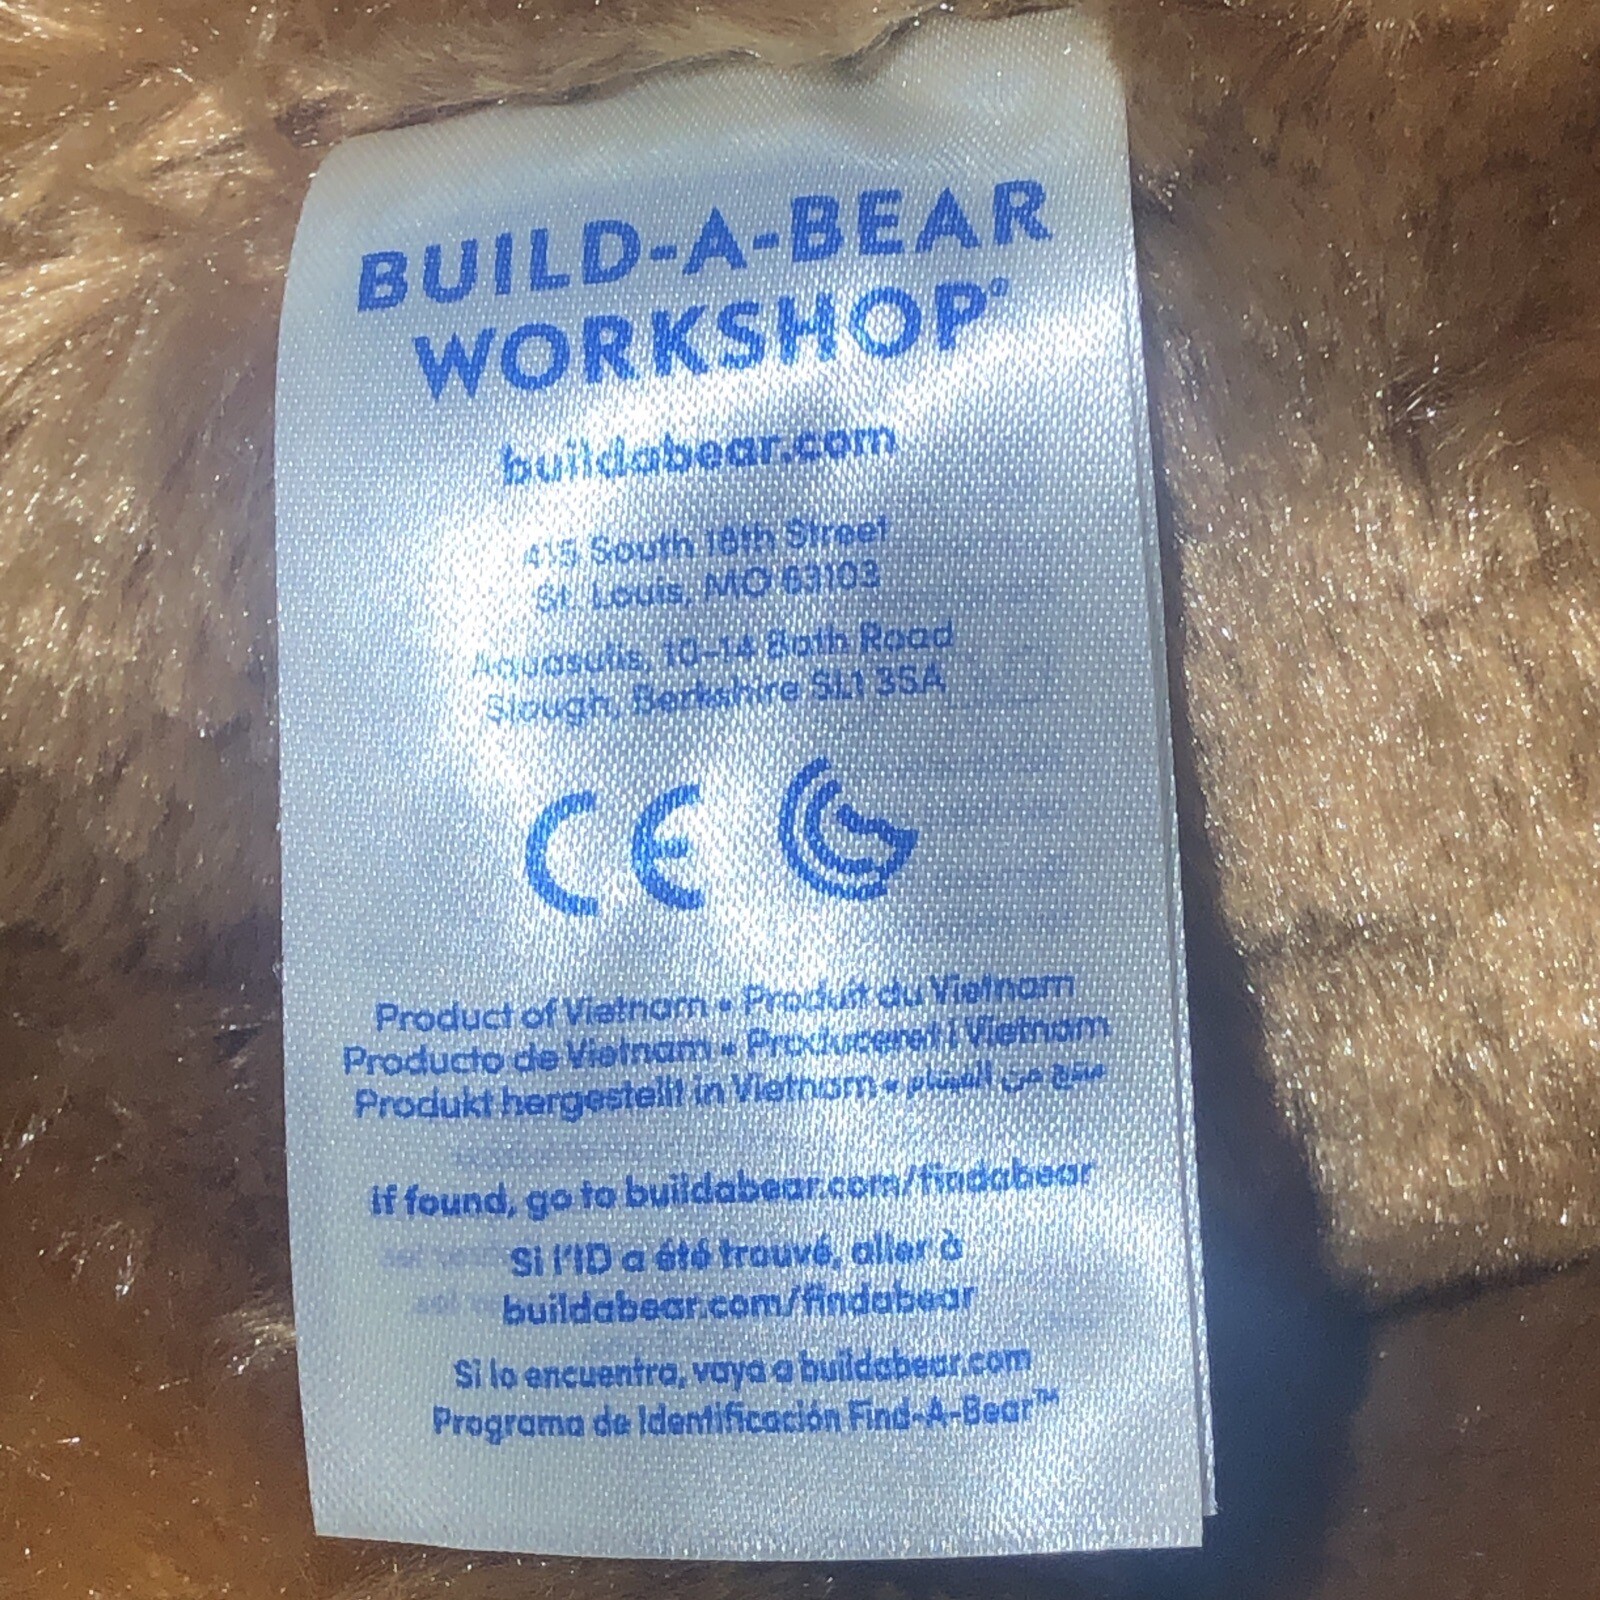 BUILD-A-BEAR
WORKSHOP®
buildabear.com
415 South 18th Street
St. Louis, MO 63103
Aquasulis, 10-14 Bath Road
Slough, Berkshire SL1 3SA
CE
Product of Vietnam • Produit du Vietnam
Producto de Vietnam • Produceret i Vietnam
Produkt hergestellt in Vietnam • منتج من الفيتنام
If found, go to buildabear.com/findabear
Si l'ID a été trouvé, aller à
buildabear.com/findabear
Si lo encuentra, vaya a buildabear.com
Programa de Identificación Find-A-Bear™